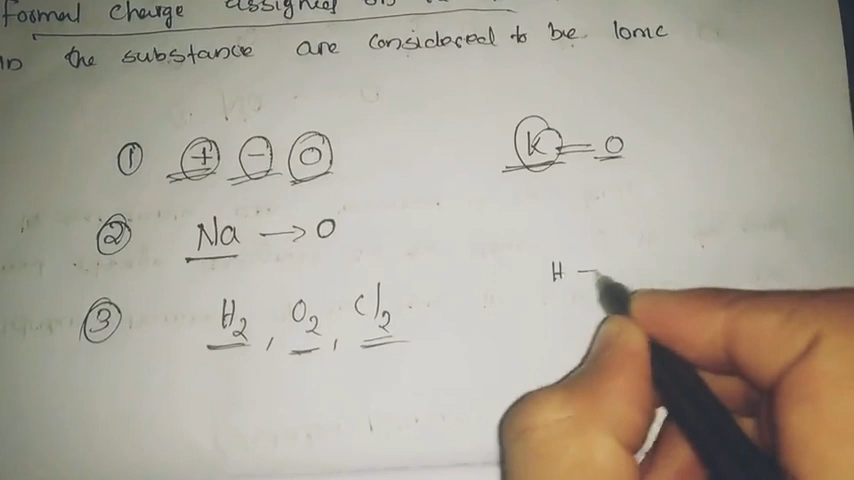 Formal charge assigned
in the substance are considered to be ionic
① + - 0
K = 0
② Na → 0
H -
③ H2, O2, Cl2